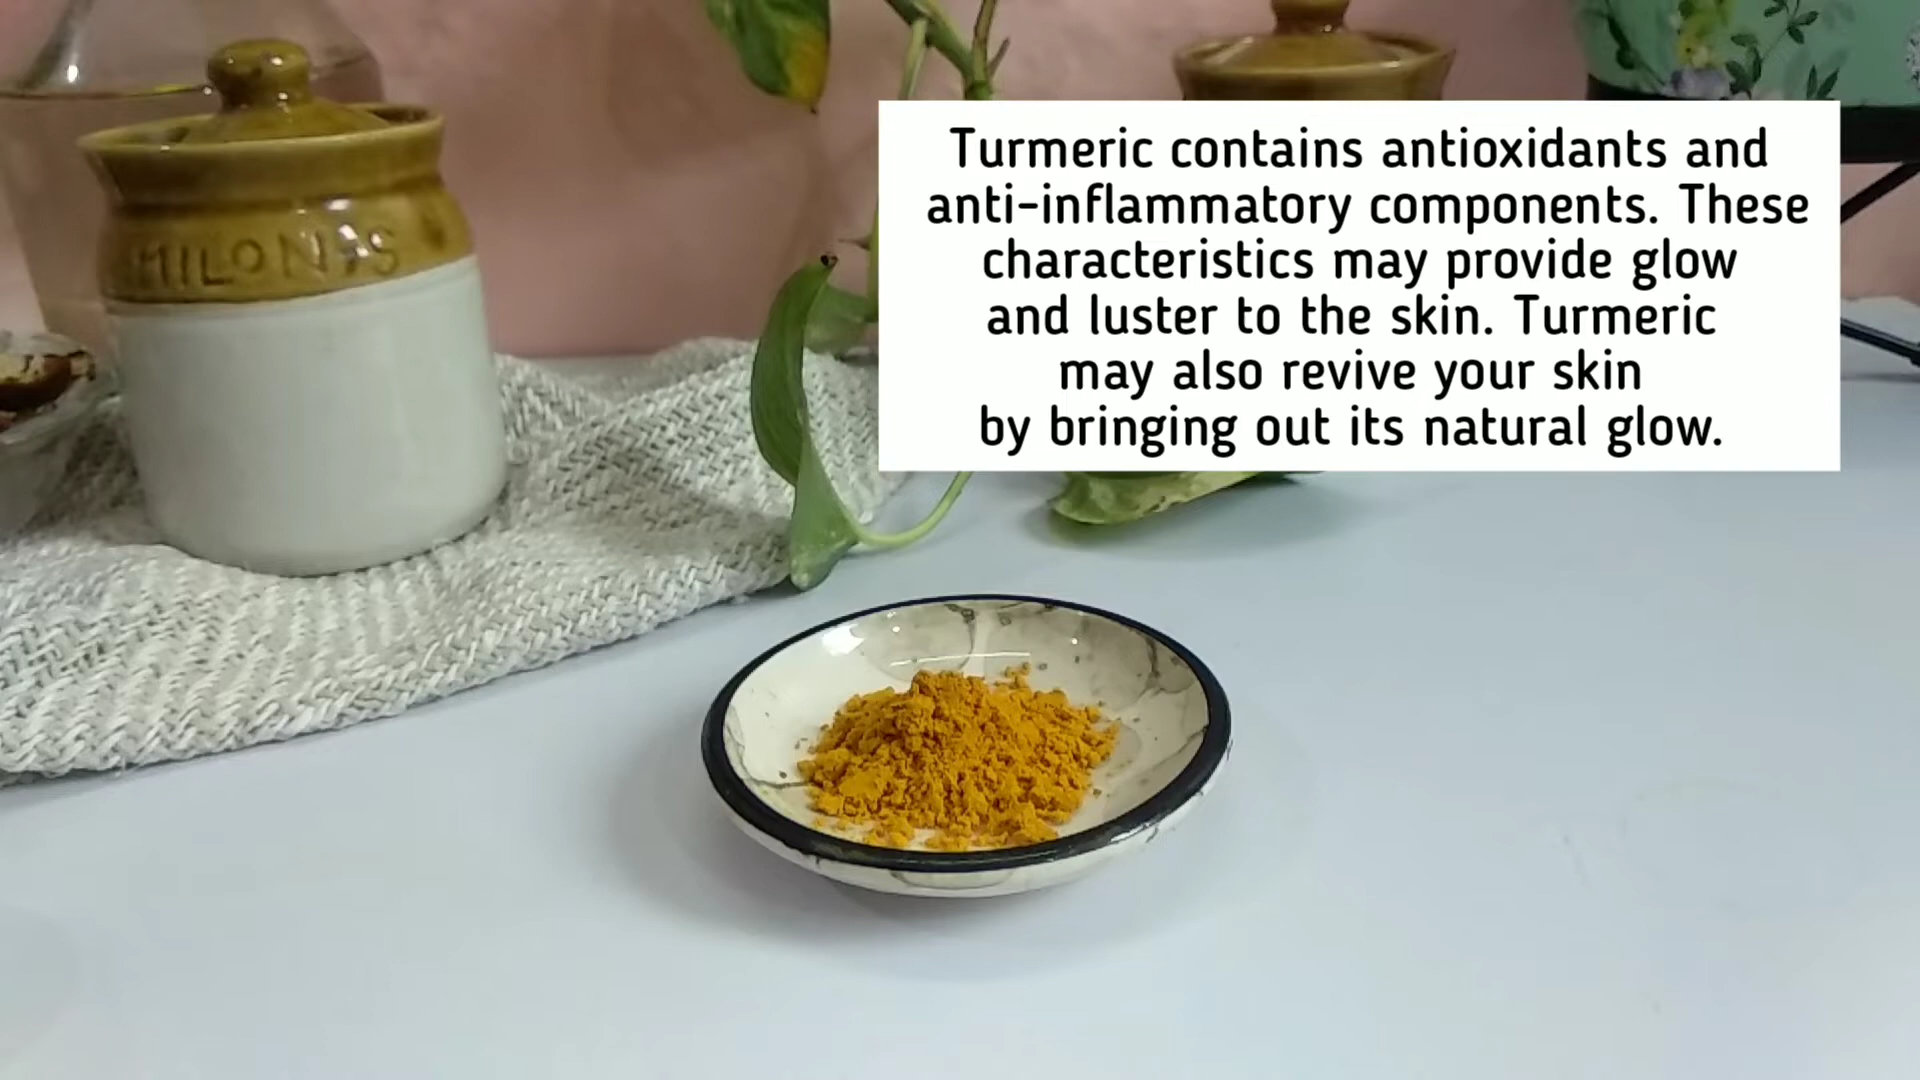 MILONIS
Turmeric contains antioxidants and
anti-inflammatory components. These
characteristics may provide glow
and luster to the skin. Turmeric
may also revive your skin
by bringing out its natural glow.